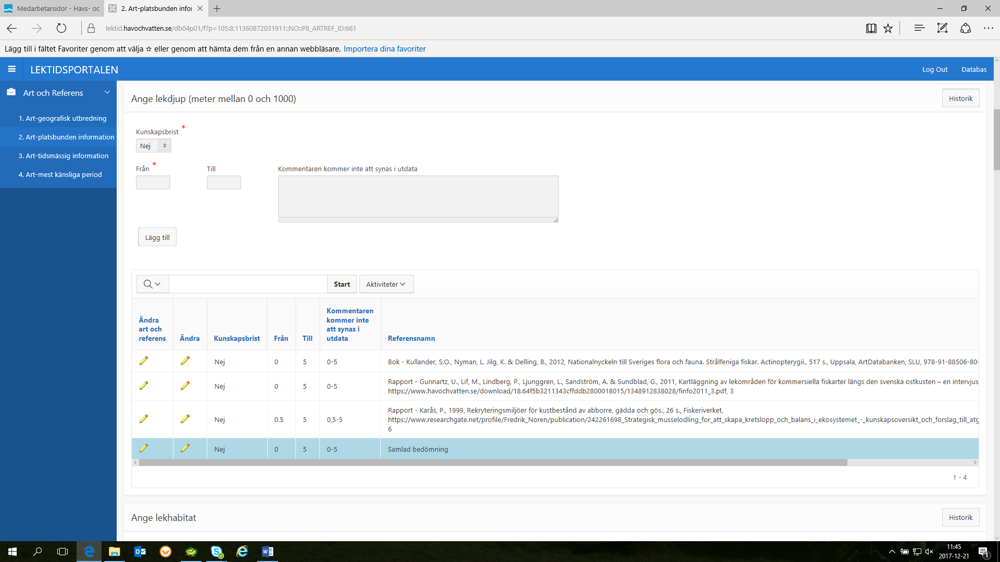 Medarbetarsidor - Havs- oc
2. Art-platsbunden infor
lektid.havochvatten.se/db04p01/f?p=105:8:11360872031911::NO::P8_ARTREF_ID:661
Lägg till i fältet Favoriter genom att välja ☆ eller genom att hämta dem från en annan webbläsare. Importera dina favoriter
LEKTIDSPORTALEN
Log Out
Databas
Art och Referens
1. Art-geografisk utbredning
2. Art-platsbunden information
3. Art-tidsmässig information
4. Art-mest känsliga period
Ange lekdjup (meter mellan 0 och 1000)
Historik
Kunskapsbrist *
Nej
Från *
Till
Kommentaren kommer inte att synas i utdata
Lägg till
Start
Aktiviteter
Ändra art och referens
Ändra
Kunskapsbrist
Från
Till
Kommentaren kommer inte att synas i utdata
Referensnamn
Nej 0 5 0-5 Bok - Kullander, S.O., Nyman, L. Jilg, K. & Delling, B., 2012, Nationalnyckeln till Sveriges flora och fauna. Strålfeniga fiskar. Actinopterygii., 517 s., Uppsala, ArtDatabanken, SLU, 978-91-88506-80-
Nej 0 5 0-5 Rapport - Gunnartz, U., Lif, M., Lindberg, P., Ljunggren, L., Sandström, A. & Sundblad, G., 2011, Kartläggning av lekområden för kommersiella fiskarter längs den svenska ostkusten – en intervjus
https://www.havochvatten.se/download/18.64f5b3211343cffddb2800018015/1348912838028/finfo2011_3.pdf, 3
Nej 0.5 5 0,5-5 Rapport - Karås, P., 1999, Rekryteringsmiljöer för kustbestånd av abborre, gädda och gös., 26 s., Fiskeriverket,
https://www.researchgate.net/profile/Fredrik_Noren/publication/242261698_Strategisk_musselodling_for_att_skapa_kretslopp_och_balans_i_ekosystemet_-_kunskapsoversikt_och_forslag_till_atg
6
Nej 0 5 0-5 Samlad bedömning
1 - 4
Ange lekhabitat
Historik
11:45
2017-12-21
1